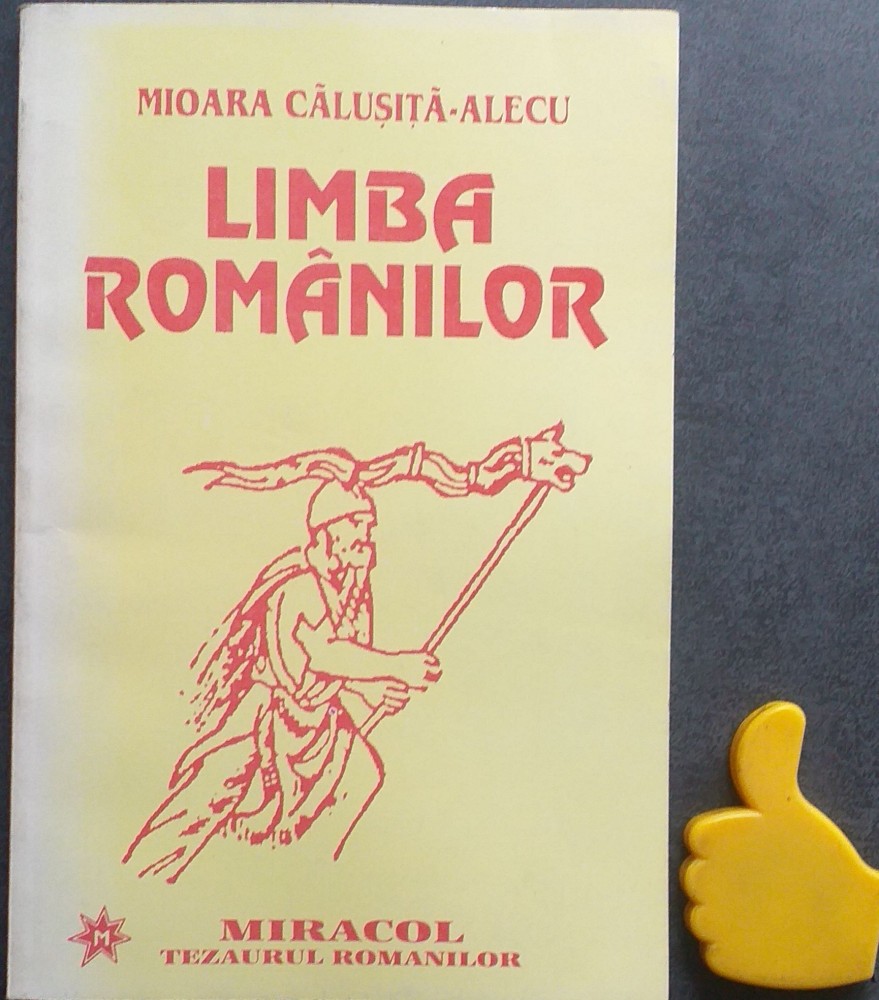 MIOARA CĂLUȘIȚĂ-ALECU
LIMBA
ROMÂNILOR
M
MIRACOL
TEZAURUL ROMANILOR